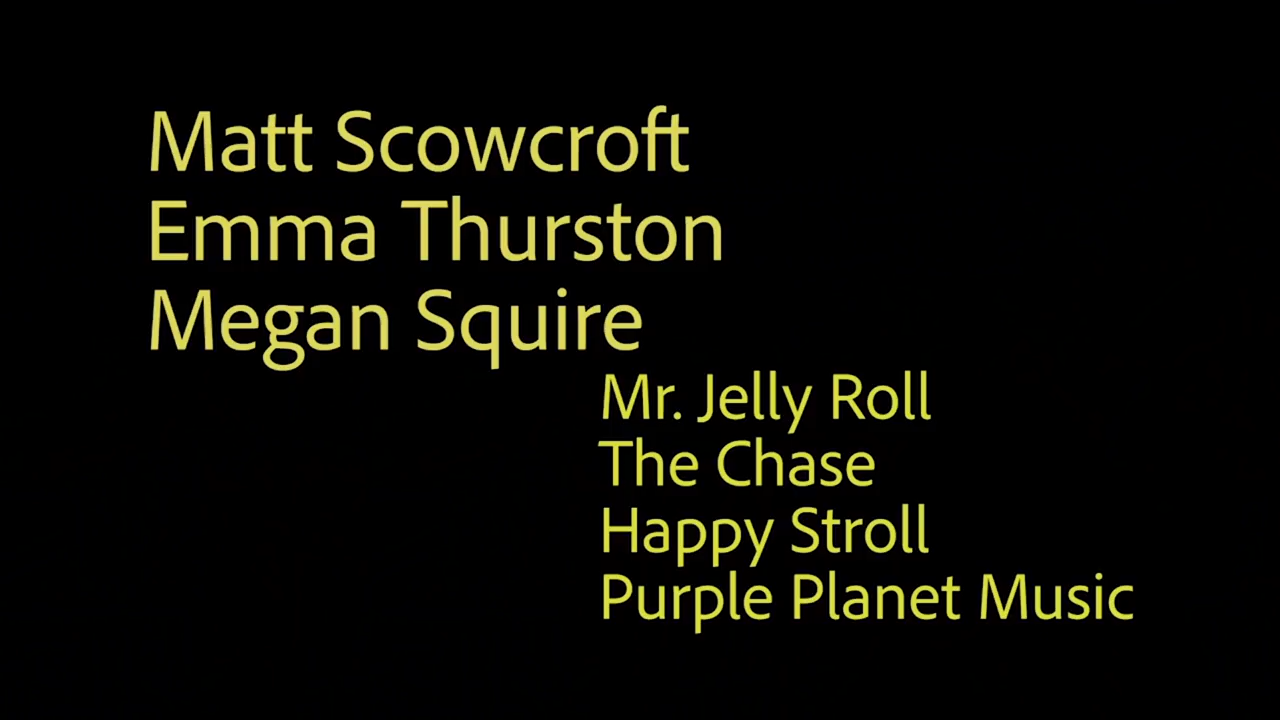 Matt Scowcroft
Emma Thurston
Megan Squire
Mr. Jelly Roll
The Chase
Happy Stroll
Purple Planet Music